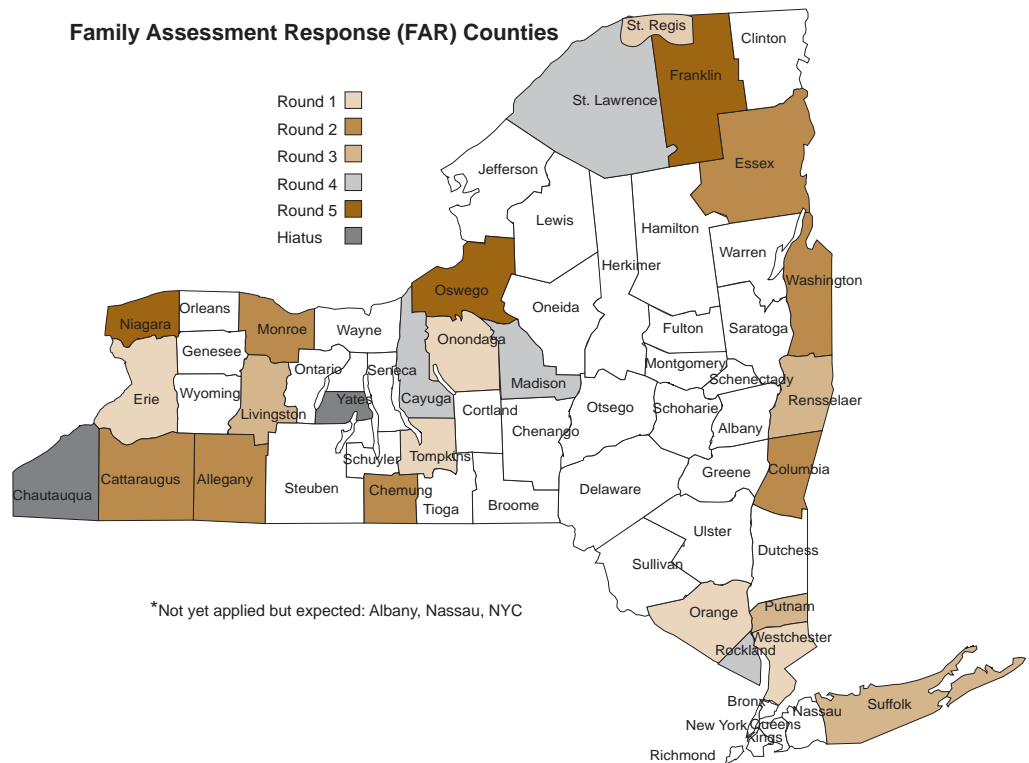 Family Assessment Response (FAR) Counties
Round 1
Round 2
Round 3
Round 4
Round 5
Hiatus
St. Regis
Clinton
Franklin
St. Lawrence
Essex
Jefferson
Lewis
Hamilton
Warren
Herkimer
Washington
Oswego
Oneida
Orleans
Niagara
Monroe
Wayne
Onondaga
Fulton
Saratoga
Genesee
Ontario
Seneca
Montgomery
Schenectady
Madison
Wyoming
Erie
Yates
Cayuga
Rensselaer
Livingston
Cortland
Otsego
Schoharie
Albany
Chenango
Tompkins
Schuyler
Columbia
Greene
Cattaraugus
Allegany
Steuben
Chemung
Delaware
Chautauqua
Tioga
Broome
Ulster
Dutchess
Sullivan
*Not yet applied but expected: Albany, Nassau, NYC
Orange
Putnam
Westchester
Rockland
Bronx
Suffolk
Nassau
New York
Queens
Kings
Richmond